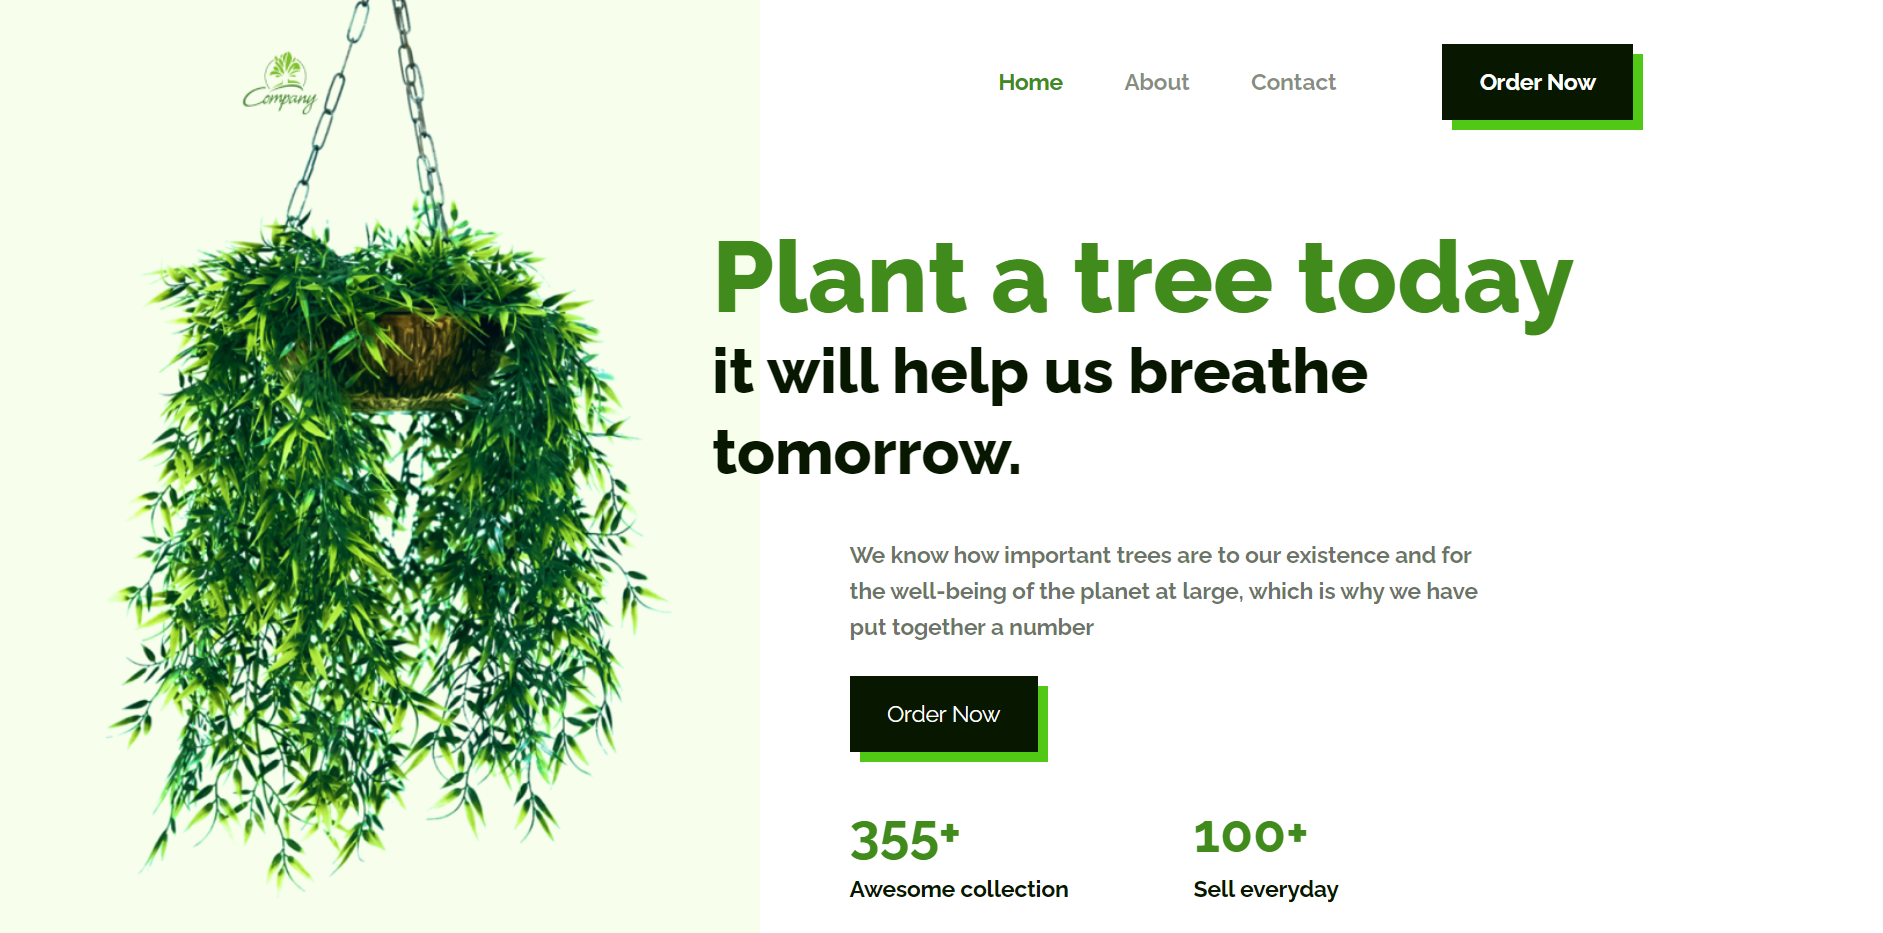 Company
Home About Contact Order Now
Plant a tree today
it will help us breathe
tomorrow.
We know how important trees are to our existence and for
the well-being of the planet at large, which is why we have
put together a number
Order Now
355+ 100+
Awesome collection Sell everyday